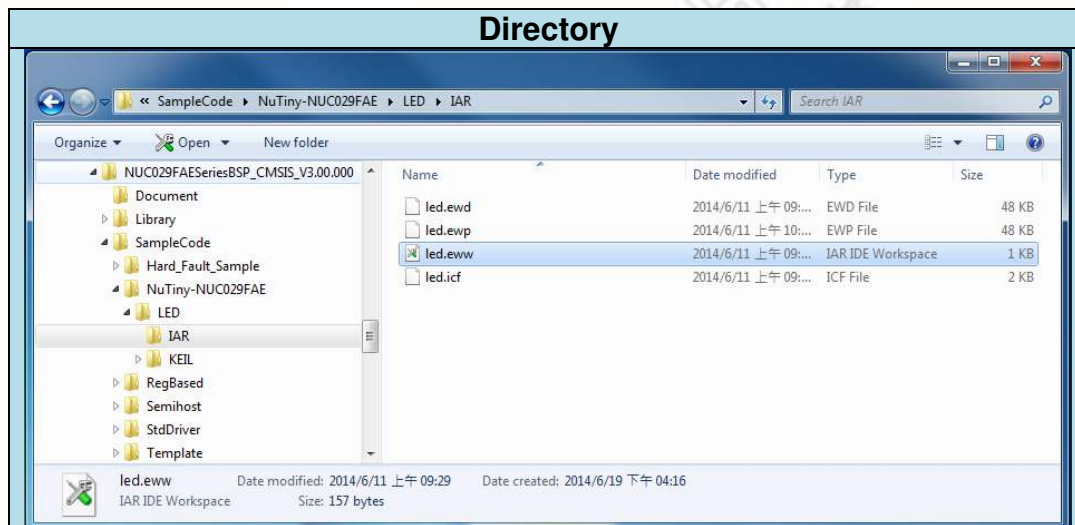 Directory
« SampleCode ▸ NuTiny-NUC029FAE ▸ LED ▸ IAR
Search IAR
Organize ▾ Open ▾ New folder
NUC029FAESeriesBSP_CMSIS_V3.00.000
Document
Library
SampleCode
Hard_Fault_Sample
NuTiny-NUC029FAE
LED
IAR
KEIL
RegBased
Semihost
StdDriver
Template
Name Date modified Type Size
led.ewd 2014/6/11 上午 09:... EWD File 48 KB
led.ewp 2014/6/11 上午 10:... EWP File 48 KB
led.eww 2014/6/11 上午 09:... IAR IDE Workspace 1 KB
led.icf 2014/6/11 上午 09:... ICF File 2 KB
led.eww Date modified: 2014/6/11 上午 09:29 Date created: 2014/6/19 下午 04:16
IAR IDE Workspace Size: 157 bytes